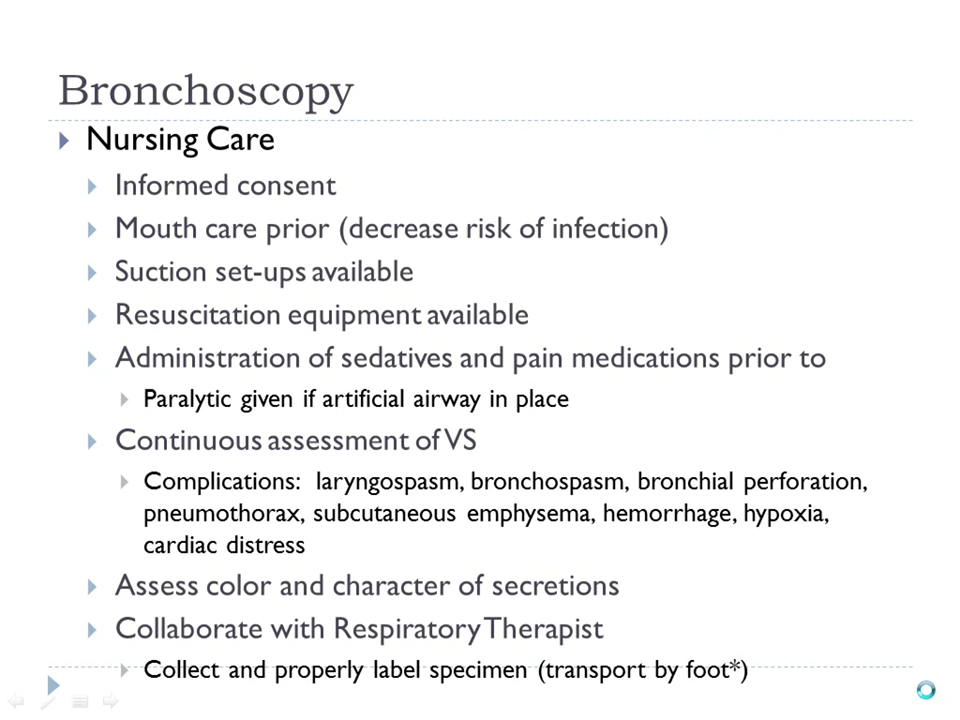 Bronchoscopy
Nursing Care
Informed consent
Mouth care prior (decrease risk of infection)
Suction set-ups available
Resuscitation equipment available
Administration of sedatives and pain medications prior to
Paralytic given if artificial airway in place
Continuous assessment of VS
Complications: laryngospasm, bronchospasm, bronchial perforation,
pneumothorax, subcutaneous emphysema, hemorrhage, hypoxia,
cardiac distress
Assess color and character of secretions
Collaborate with Respiratory Therapist
Collect and properly label specimen (transport by foot*)